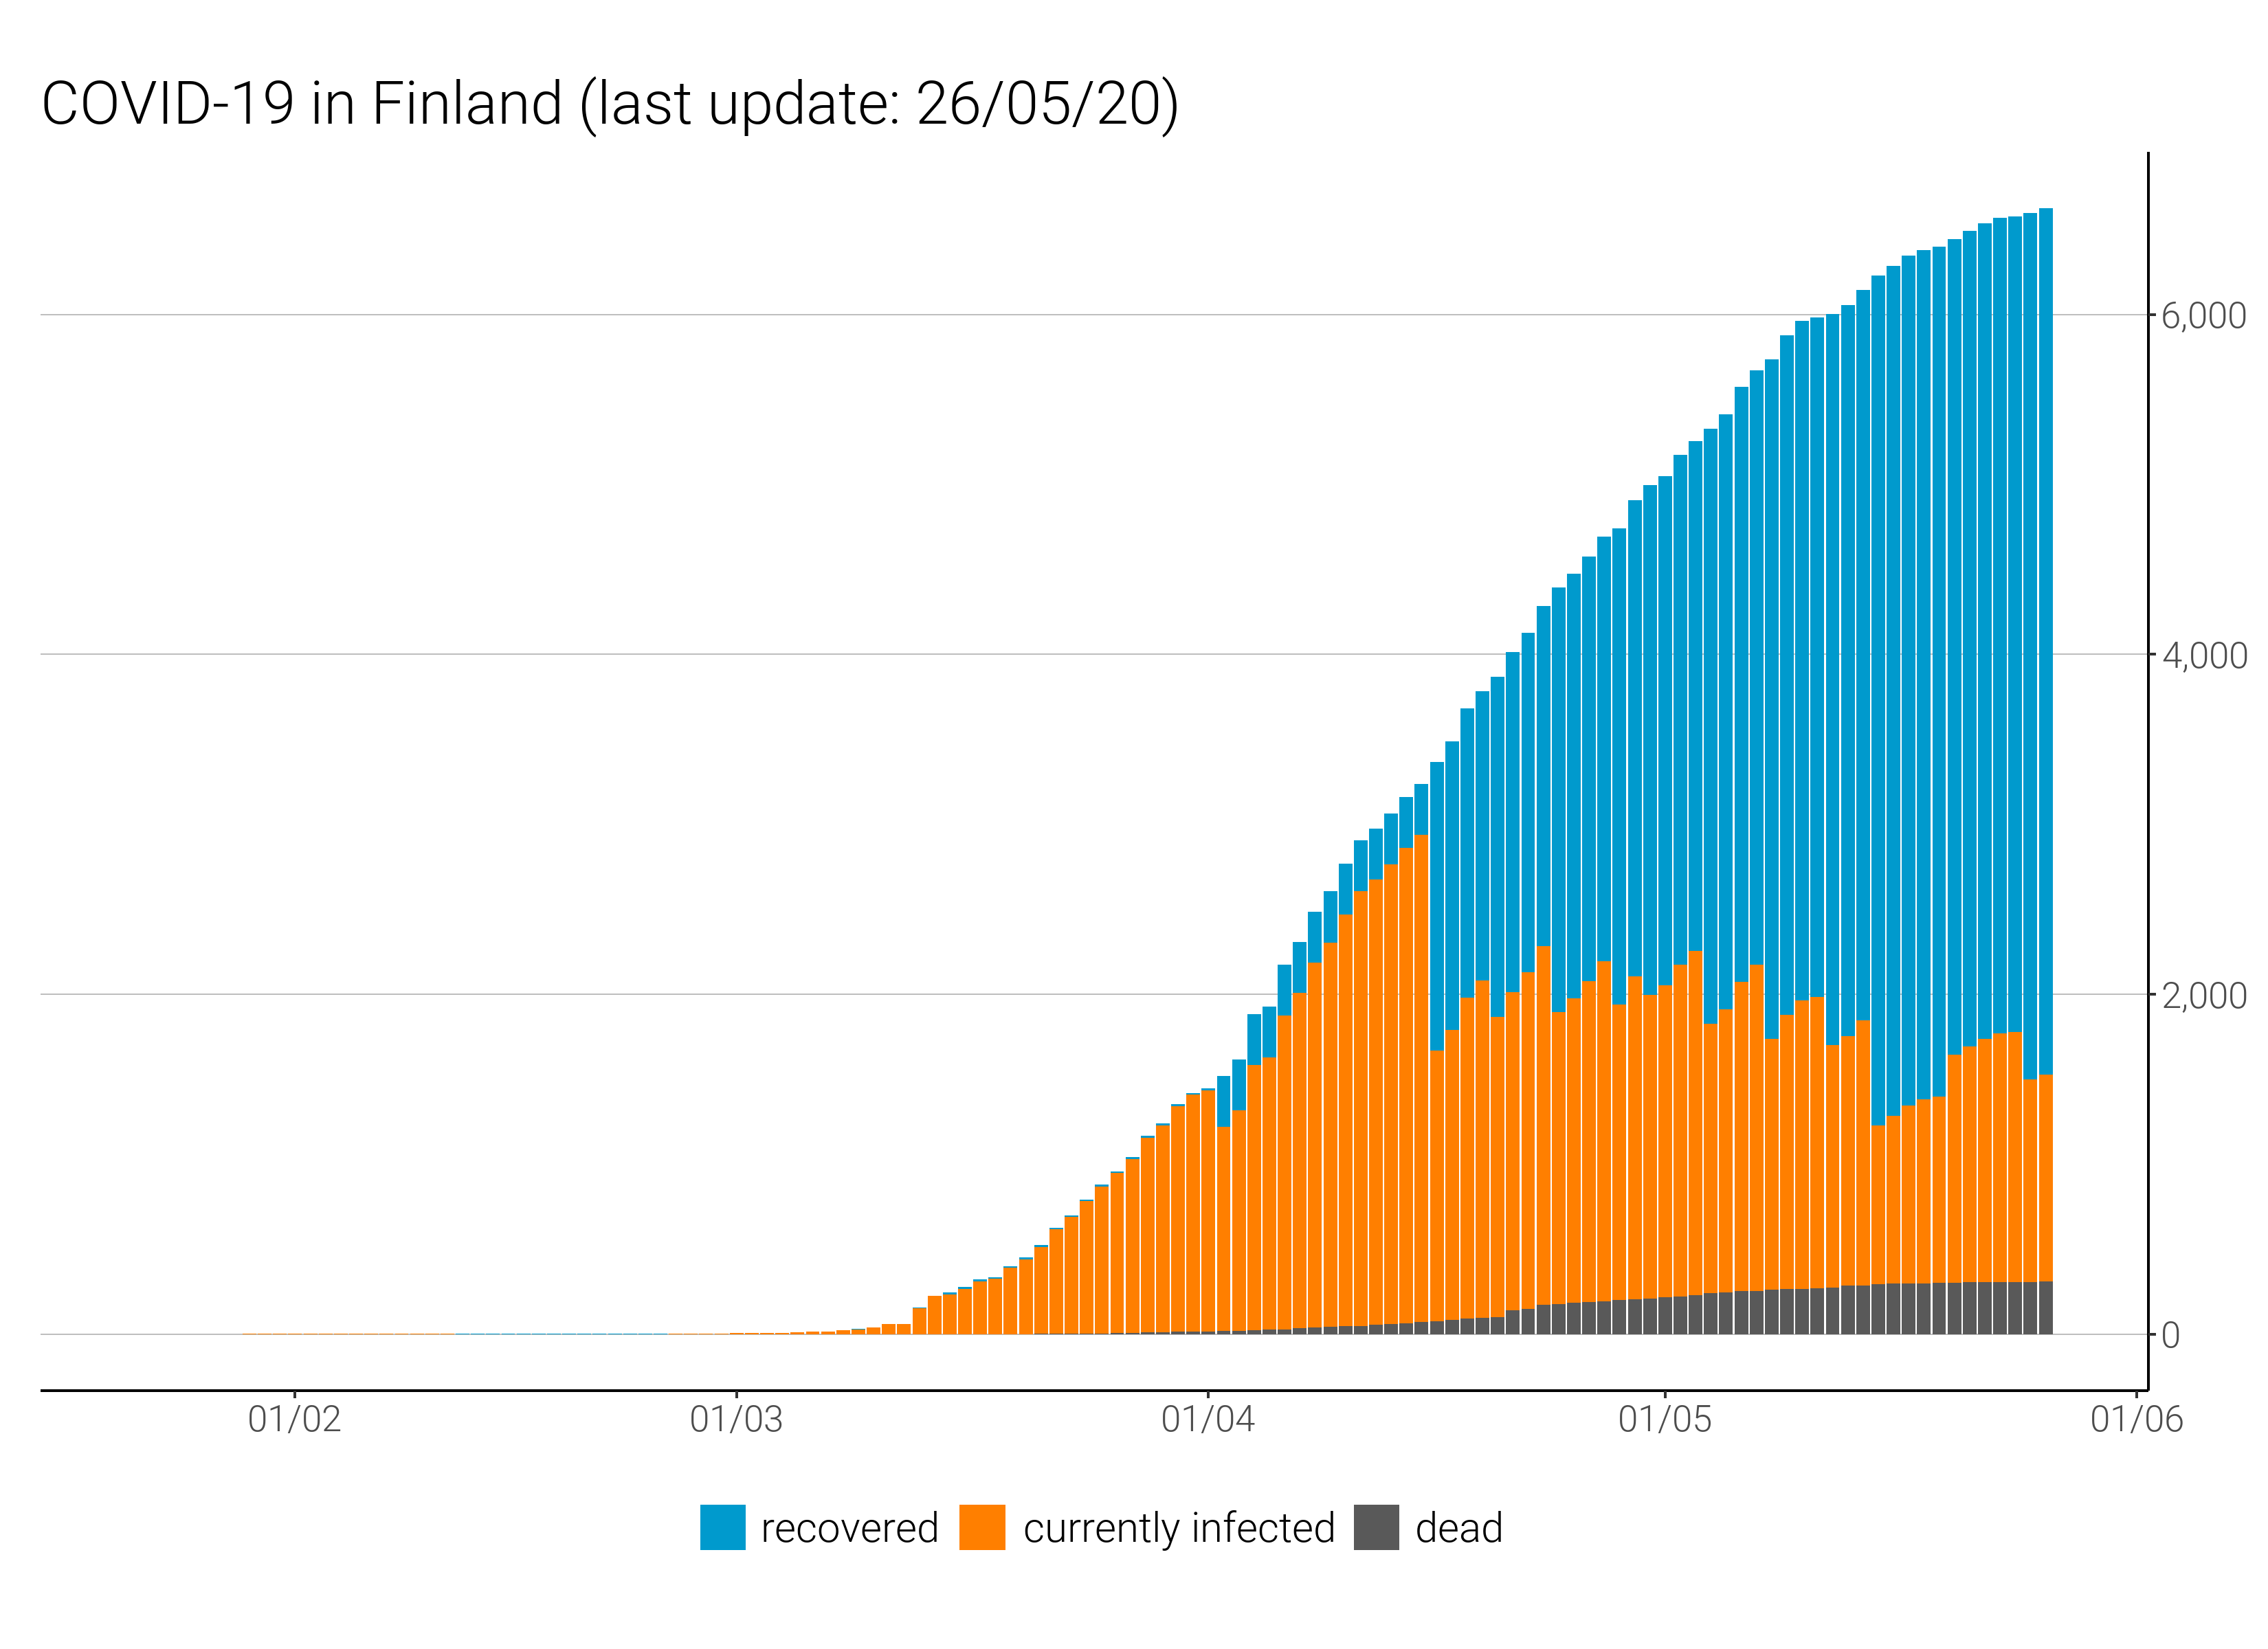 COVID-19 in Finland (last update: 26/05/20)
6,000
4,000
2,000
0
01/02 01/03 01/04 01/05 01/06
recovered currently infected dead